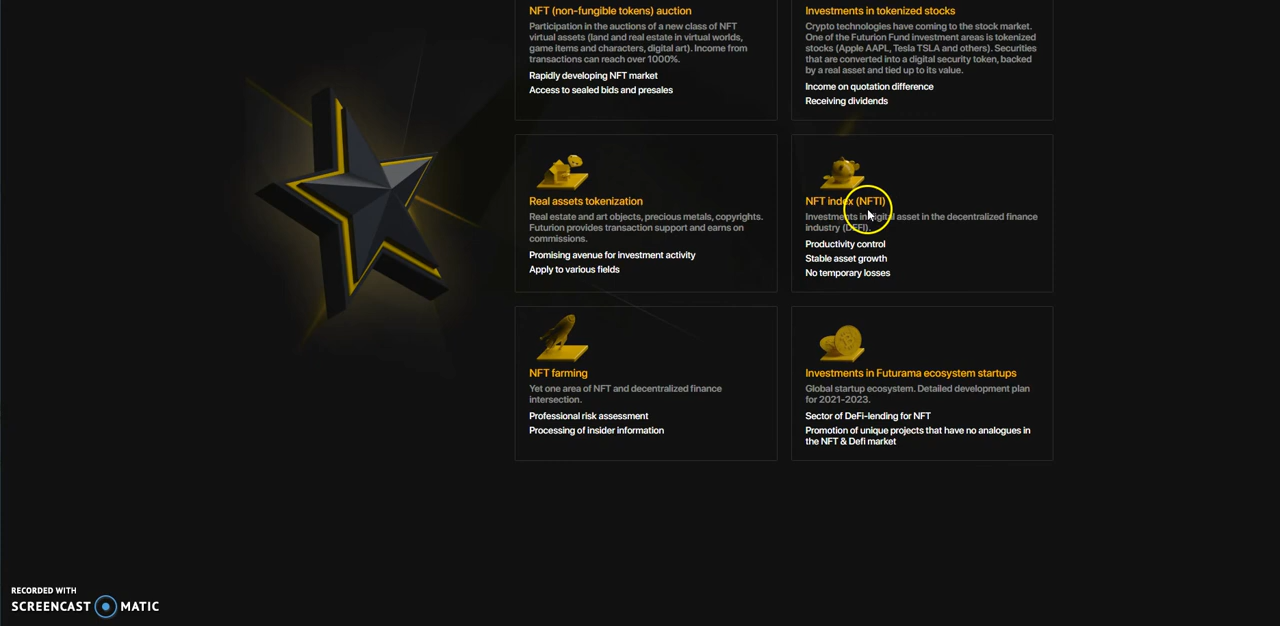 NFT (non-fungible tokens) auction
Participation in the auctions of a new class of NFT
virtual assets (land and real estate in virtual worlds,
game items and characters, digital art). Income from
transactions can reach over 1000%.
Rapidly developing NFT market
Access to sealed bids and presales
Investments in tokenized stocks
Crypto technologies have coming to the stock market.
One of the Futurion Fund investment areas is tokenized
stocks (Apple AAPL, Tesla TSLA and others). Securities
that are converted into a digital security token, backed
by a real asset and tied up to its value.
Income on quotation difference
Receiving dividends
Real assets tokenization
Real estate and art objects, precious metals, copyrights.
Futurion provides transaction support and earns on
commissions.
Promising avenue for investment activity
Apply to various fields
NFT index (NFTI)
Investments in digital asset in the decentralized finance
industry (DEFI).
Productivity control
Stable asset growth
No temporary losses
NFT farming
Yet one area of NFT and decentralized finance
intersection.
Professional risk assessment
Processing of insider information
Investments in Futurama ecosystem startups
Global startup ecosystem. Detailed development plan
for 2021-2023.
Sector of DeFi-lending for NFT
Promotion of unique projects that have no analogues in
the NFT & Defi market
RECORDED WITH
SCREENCAST MATIC